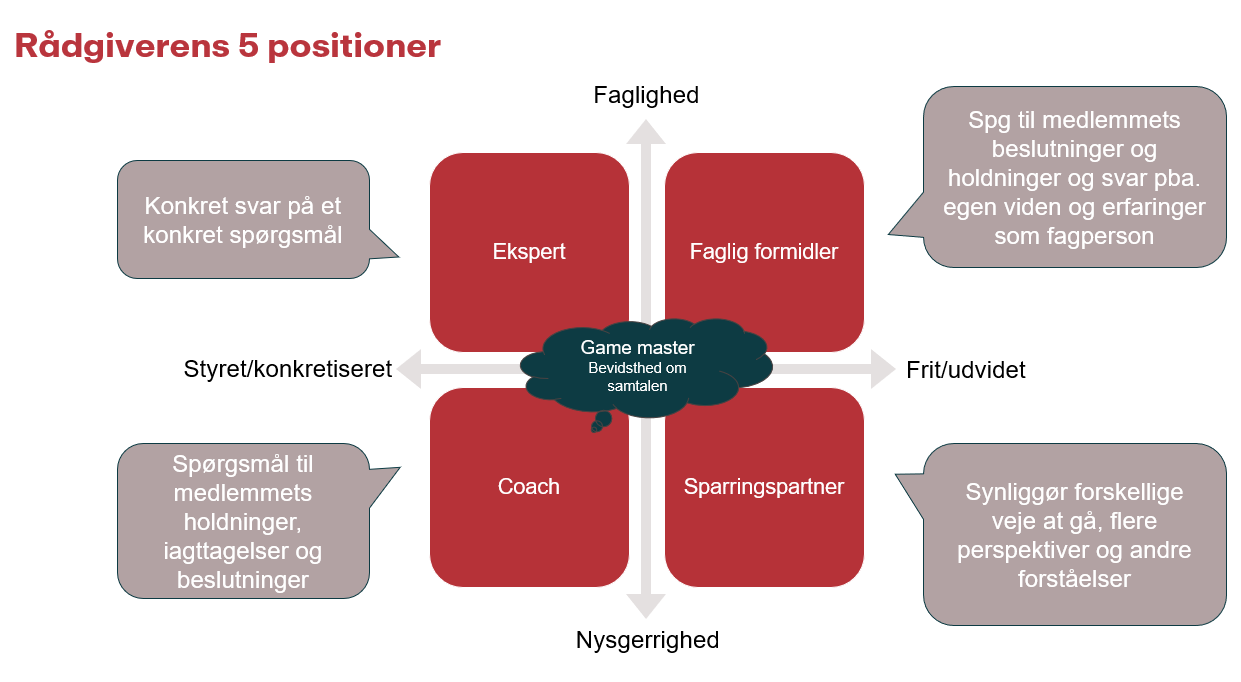 Rådgiverens 5 positioner
Faglighed
Konkret svar på et
konkret spørgsmål
Ekspert
Faglig formidler
Spg til medlemmets
beslutninger og
holdninger og svar pba.
egen viden og erfaringer
som fagperson
Styret/konkretiseret
Game master
Bevidsthed om
samtalen
Frit/udvidet
Spørgsmål til
medlemmets
holdninger,
iagttagelser og
beslutninger
Coach
Sparringspartner
Synliggør forskellige
veje at gå, flere
perspektiver og andre
forståelser
Nysgerrighed